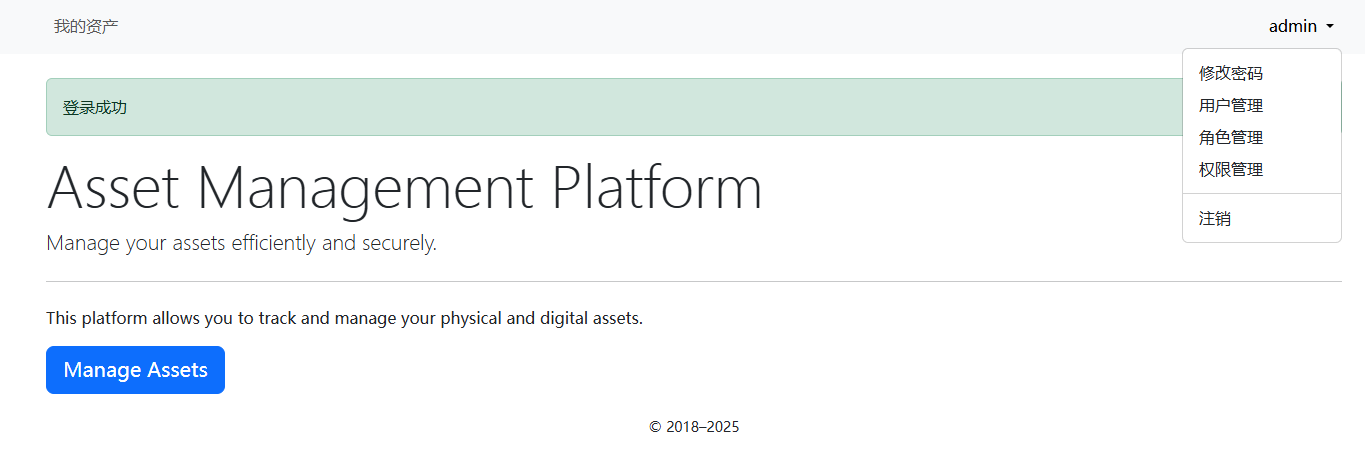 我的资产
admin
修改密码
用户管理
角色管理
权限管理
注销
登录成功
Asset Management Platform
Manage your assets efficiently and securely.
This platform allows you to track and manage your physical and digital assets.
Manage Assets
© 2018–2025